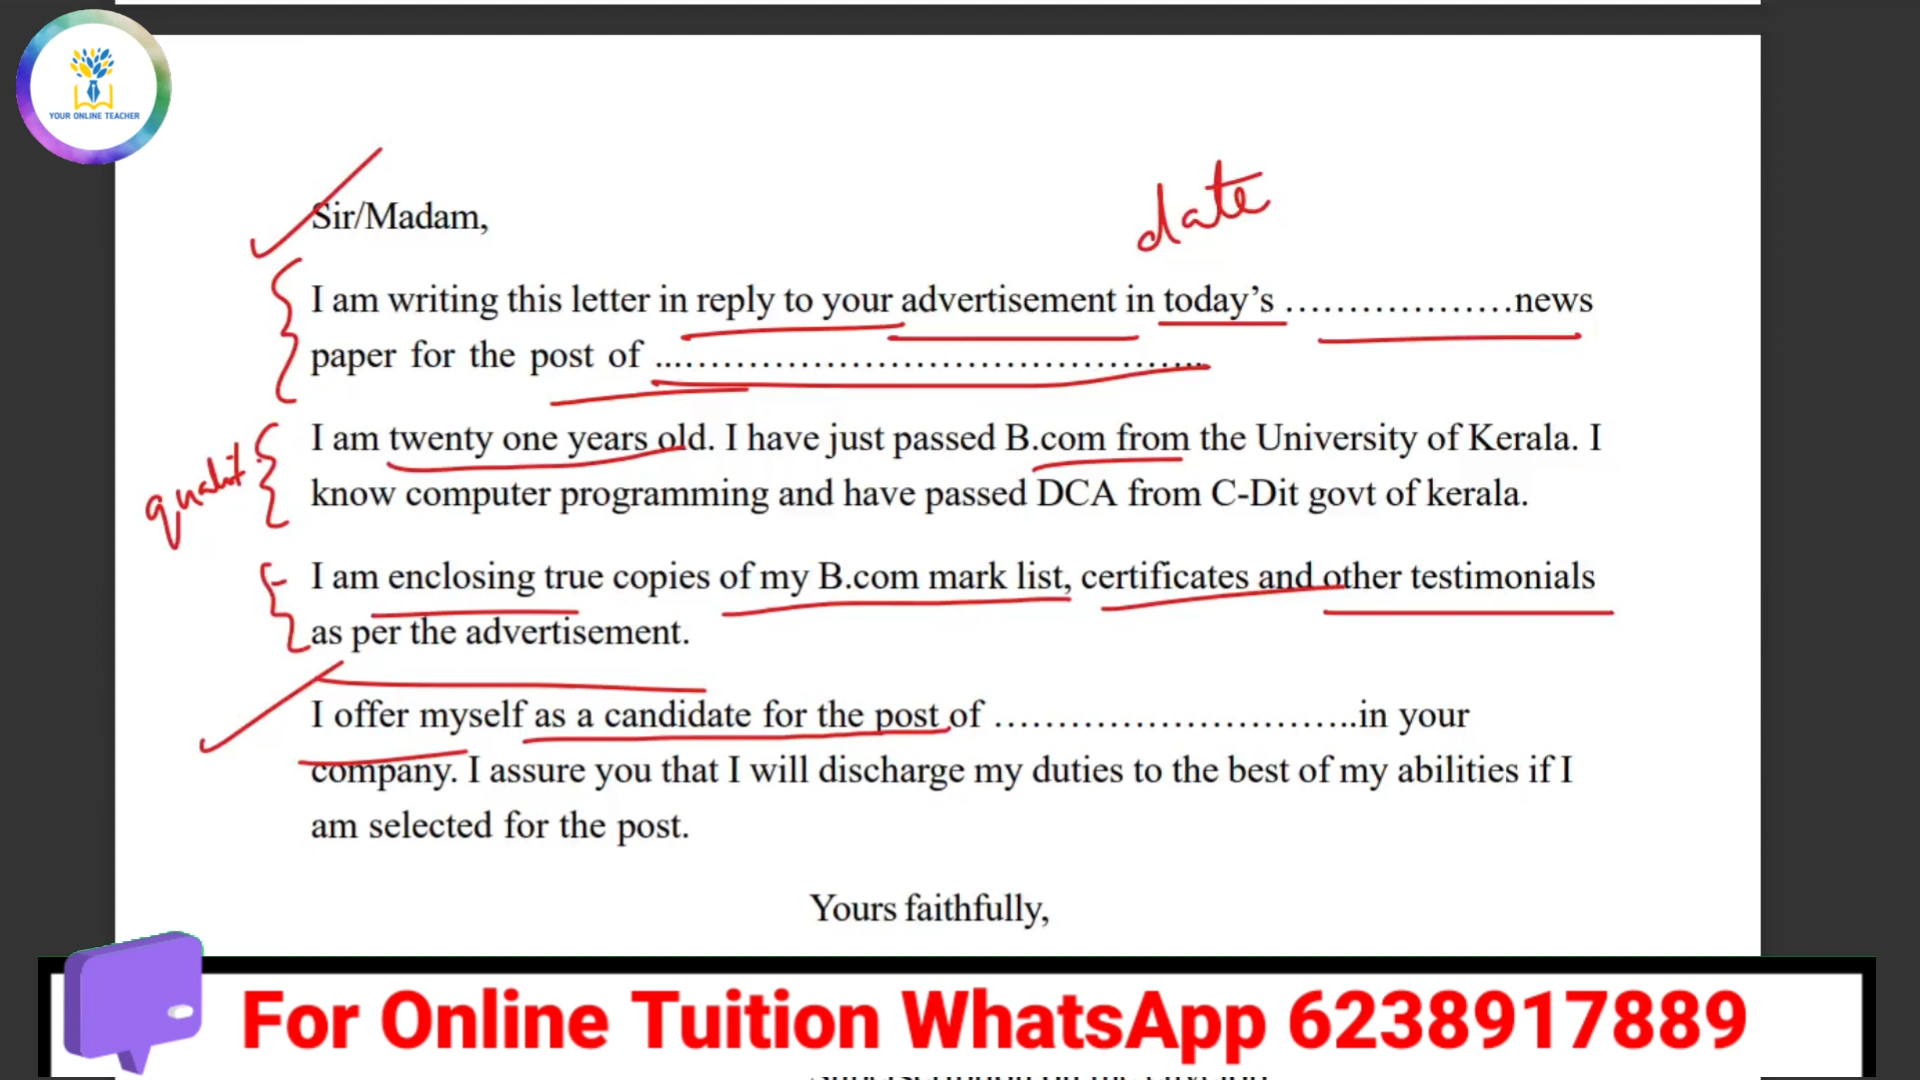 YOUR ONLINE TEACHER
date
Sir/Madam,
I am writing this letter in reply to your advertisement in today’s ..................news
paper for the post of .............................................
I am twenty one years old. I have just passed B.com from the University of Kerala. I
know computer programming and have passed DCA from C-Dit govt of kerala.
I am enclosing true copies of my B.com mark list, certificates and other testimonials
as per the advertisement.
I offer myself as a candidate for the post of .............................in your
company. I assure you that I will discharge my duties to the best of my abilities if I
am selected for the post.
Yours faithfully,
For Online Tuition WhatsApp 6238917889